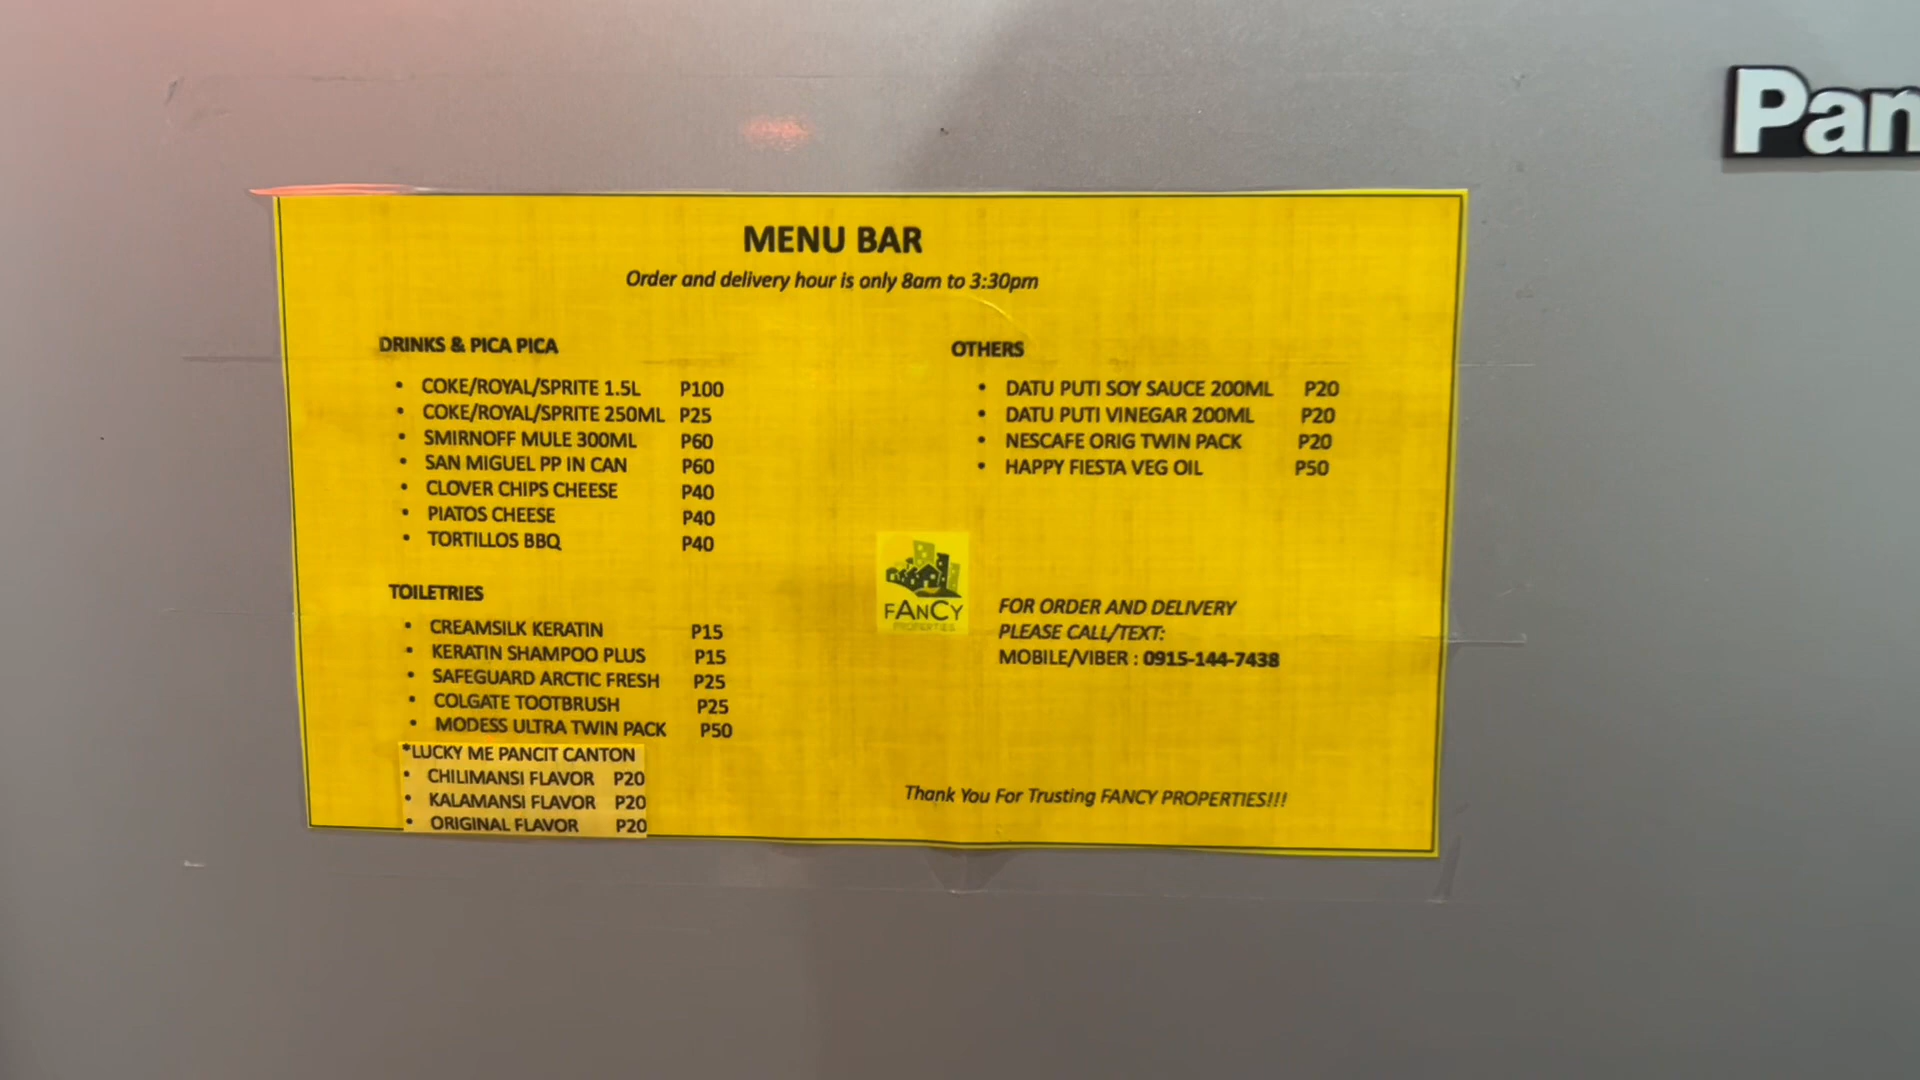 Pan
MENU BAR
Order and delivery hour is only 8am to 3:30pm
DRINKS & PICA PICA
• COKE/ROYAL/SPRITE 1.5L P100
• COKE/ROYAL/SPRITE 250ML P25
• SMIRNOFF MULE 300ML P60
• SAN MIGUEL PP IN CAN P60
• CLOVER CHIPS CHEESE P40
• PIATOS CHEESE P40
• TORTILLOS BBQ P40
TOILETRIES
• CREAMSILK KERATIN P15
• KERATIN SHAMPOO PLUS P15
• SAFEGUARD ARCTIC FRESH P25
• COLGATE TOOTBRUSH P25
• MODESS ULTRA TWIN PACK P50
*LUCKY ME PANCIT CANTON
• CHILIMANSI FLAVOR P20
• KALAMANSI FLAVOR P20
• ORIGINAL FLAVOR P20
OTHERS
• DATU PUTI SOY SAUCE 200ML P20
• DATU PUTI VINEGAR 200ML P20
• NESCAFE ORIG TWIN PACK P20
• HAPPY FIESTA VEG OIL P50
FANCY
PROPERTIES
FOR ORDER AND DELIVERY
PLEASE CALL/TEXT:
MOBILE/VIBER : 0915-144-7438
Thank You For Trusting FANCY PROPERTIES!!!